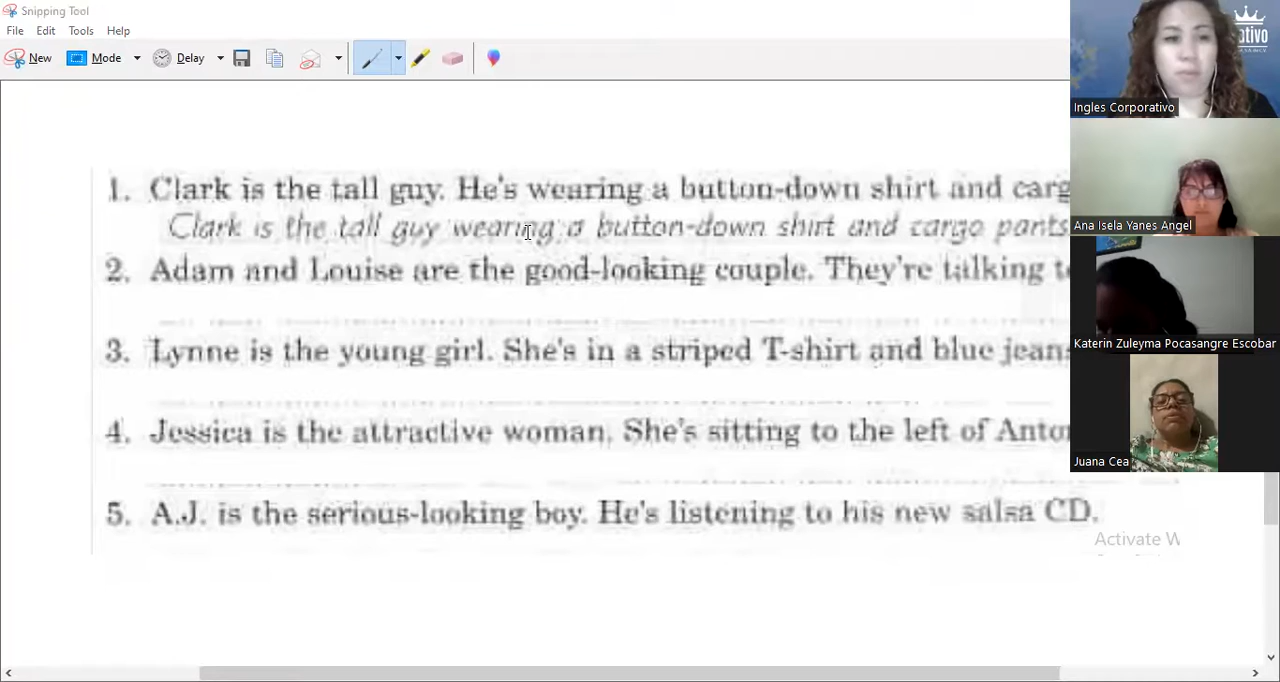 Snipping Tool
File Edit Tools Help
New Mode Delay
ativo
Ingles Corporativo
1. Clark is the tall guy. He's wearing a button-down shirt and carg
Clark is the tall guy wearing a button-down shirt and cargo pants
Ana Isela Yanes Angel
2. Adam and Louise are the good-looking couple. They're talking t
Katerin Zuleyma Pocasangre Escobar
3. Lynne is the young girl. She's in a striped T-shirt and blue jean
4. Jessica is the attractive woman. She's sitting to the left of Anto
Juana Cea
5. A.J. is the serious-looking boy. He's listening to his new salsa CD.
Activate W